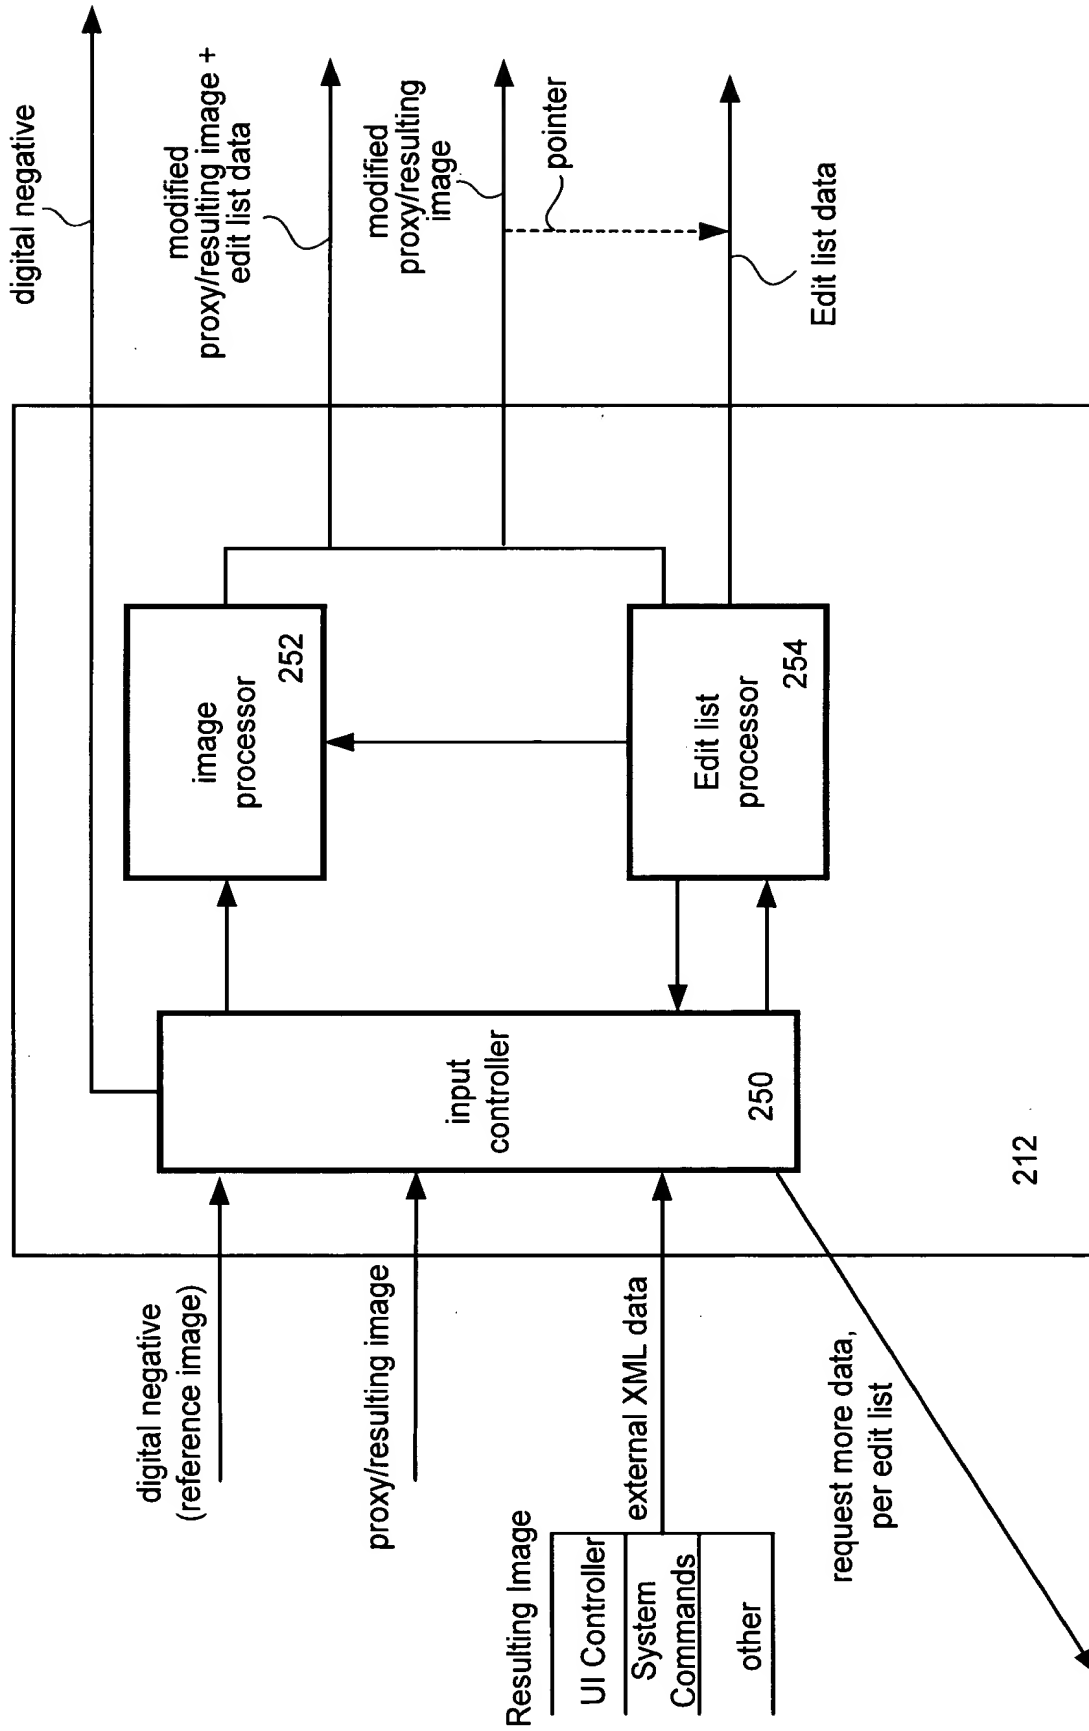 digital negative
(reference image)
proxy/resulting image
Resulting Image
UI Controller
System
Commands
other
external XML data
request more data,
per edit list
input
controller
250
212
image
processor
252
Edit list
processor
254
digital negative
modified
proxy/resulting image +
edit list data
modified
proxy/resulting
image
pointer
Edit list data